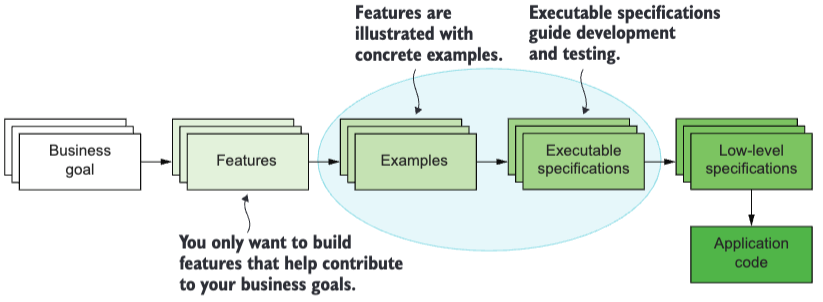 Features are
illustrated with
concrete examples.
Executable specifications
guide development
and testing.
Business
goal
Features
Examples
Executable
specifications
Low-level
specifications
You only want to build
features that help contribute
to your business goals.
Application
code